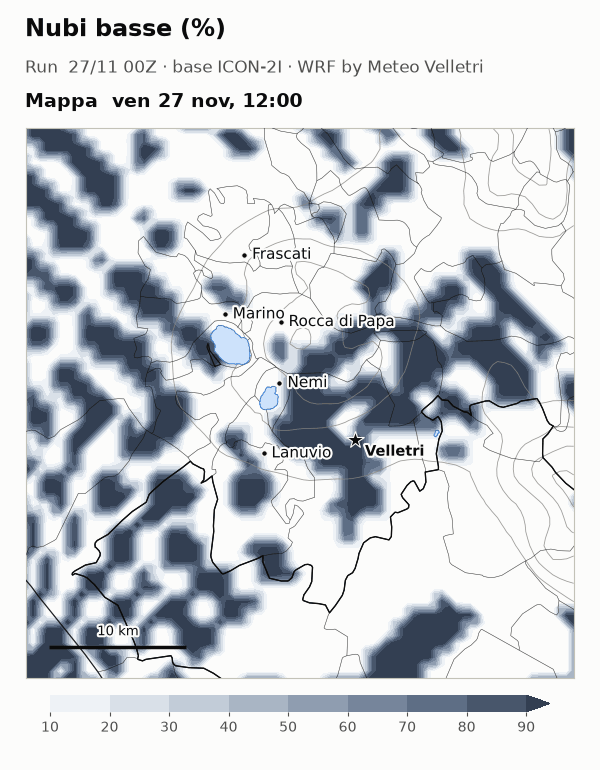 Nubi basse (%)
Run  27/11 00Z · base ICON-2I · WRF by Meteo Velletri
Mappa  ven 27 nov, 12:00
Frascati
Marino
Rocca di Papa
Nemi
Velletri
Lanuvio
10 km
10 20 30 40 50 60 70 80 90